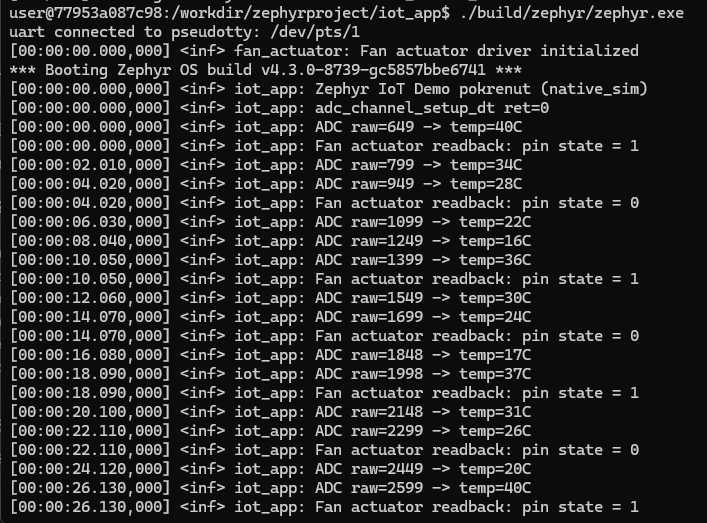 user@77953a087c98:/workdir/zephyrproject/iot_app$ ./build/zephyr/zephyr.exe
uart connected to pseudotty: /dev/pts/1
[00:00:00.000,000] <inf> fan_actuator: Fan actuator driver initialized
*** Booting Zephyr OS build v4.3.0-8739-gc5857bbe6741 ***
[00:00:00.000,000] <inf> iot_app: Zephyr IoT Demo pokrenut (native_sim)
[00:00:00.000,000] <inf> iot_app: adc_channel_setup_dt ret=0
[00:00:00.000,000] <inf> iot_app: ADC raw=649 -> temp=40C
[00:00:00.000,000] <inf> iot_app: Fan actuator readback: pin state = 1
[00:00:02.010,000] <inf> iot_app: ADC raw=799 -> temp=34C
[00:00:04.020,000] <inf> iot_app: ADC raw=949 -> temp=28C
[00:00:04.020,000] <inf> iot_app: Fan actuator readback: pin state = 0
[00:00:06.030,000] <inf> iot_app: ADC raw=1099 -> temp=22C
[00:00:08.040,000] <inf> iot_app: ADC raw=1249 -> temp=16C
[00:00:10.050,000] <inf> iot_app: ADC raw=1399 -> temp=36C
[00:00:10.050,000] <inf> iot_app: Fan actuator readback: pin state = 1
[00:00:12.060,000] <inf> iot_app: ADC raw=1549 -> temp=30C
[00:00:14.070,000] <inf> iot_app: ADC raw=1699 -> temp=24C
[00:00:14.070,000] <inf> iot_app: Fan actuator readback: pin state = 0
[00:00:16.080,000] <inf> iot_app: ADC raw=1848 -> temp=17C
[00:00:18.090,000] <inf> iot_app: ADC raw=1998 -> temp=37C
[00:00:18.090,000] <inf> iot_app: Fan actuator readback: pin state = 1
[00:00:20.100,000] <inf> iot_app: ADC raw=2148 -> temp=31C
[00:00:22.110,000] <inf> iot_app: ADC raw=2299 -> temp=26C
[00:00:22.110,000] <inf> iot_app: Fan actuator readback: pin state = 0
[00:00:24.120,000] <inf> iot_app: ADC raw=2449 -> temp=20C
[00:00:26.130,000] <inf> iot_app: ADC raw=2599 -> temp=40C
[00:00:26.130,000] <inf> iot_app: Fan actuator readback: pin state = 1